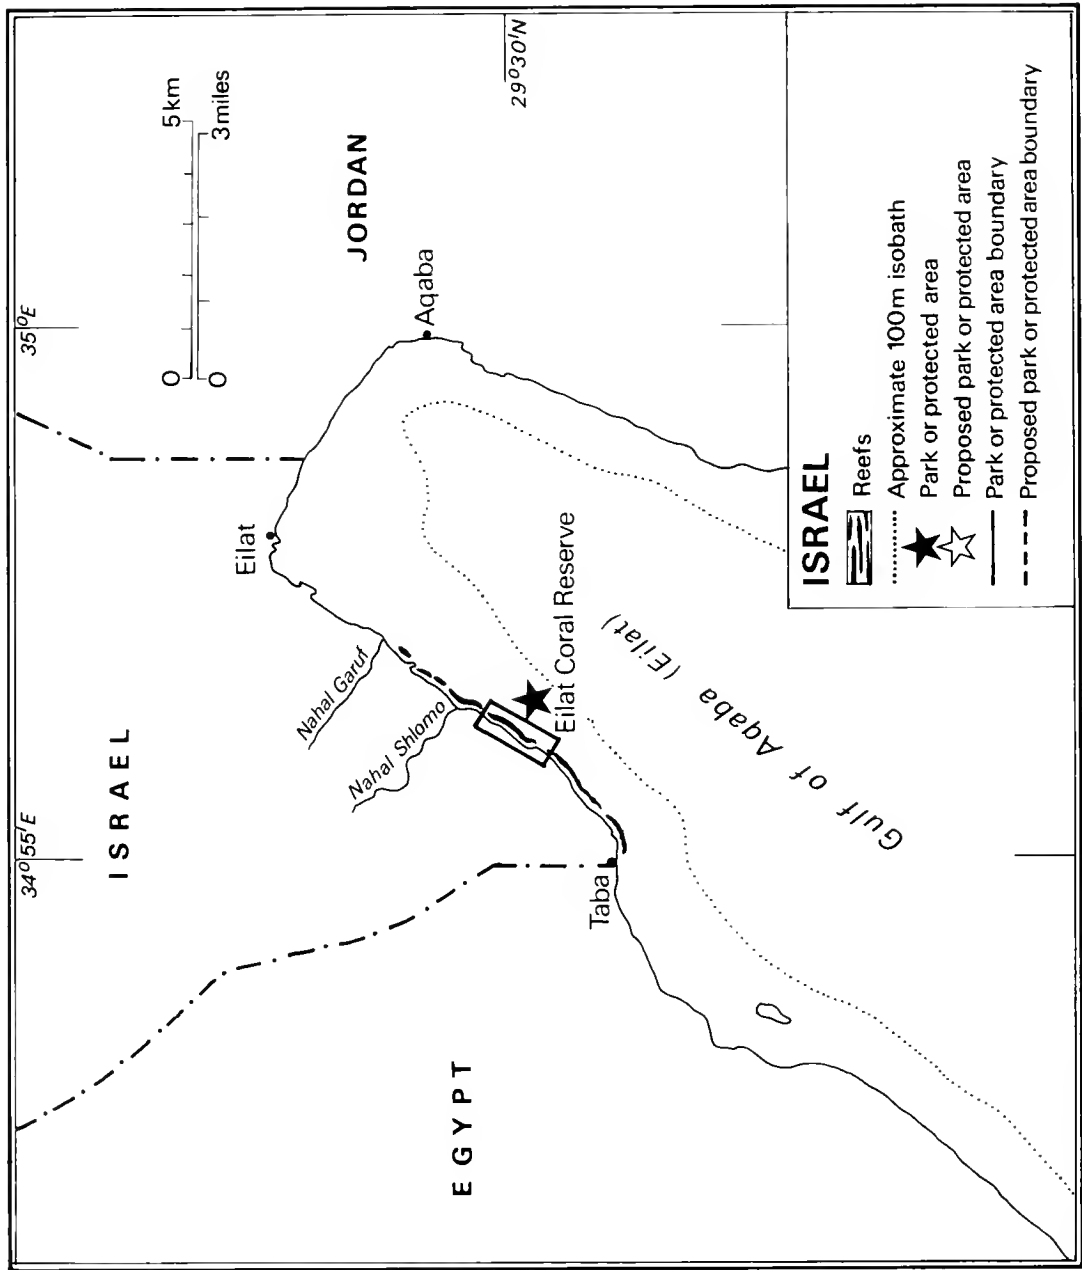 34°55'E
35°E
ISRAEL
0 5km
0 3miles
Eilat
JORDAN
Nahal Garuf
Nahal Shlomo
Aqaba
EGYPT
29°30'N
Eilat Coral Reserve
Taba
Gulf of Aqaba (Eilat)
ISRAEL
Reefs
Approximate 100m isobath
Park or protected area
Proposed park or protected area
Park or protected area boundary
Proposed park or protected area boundary